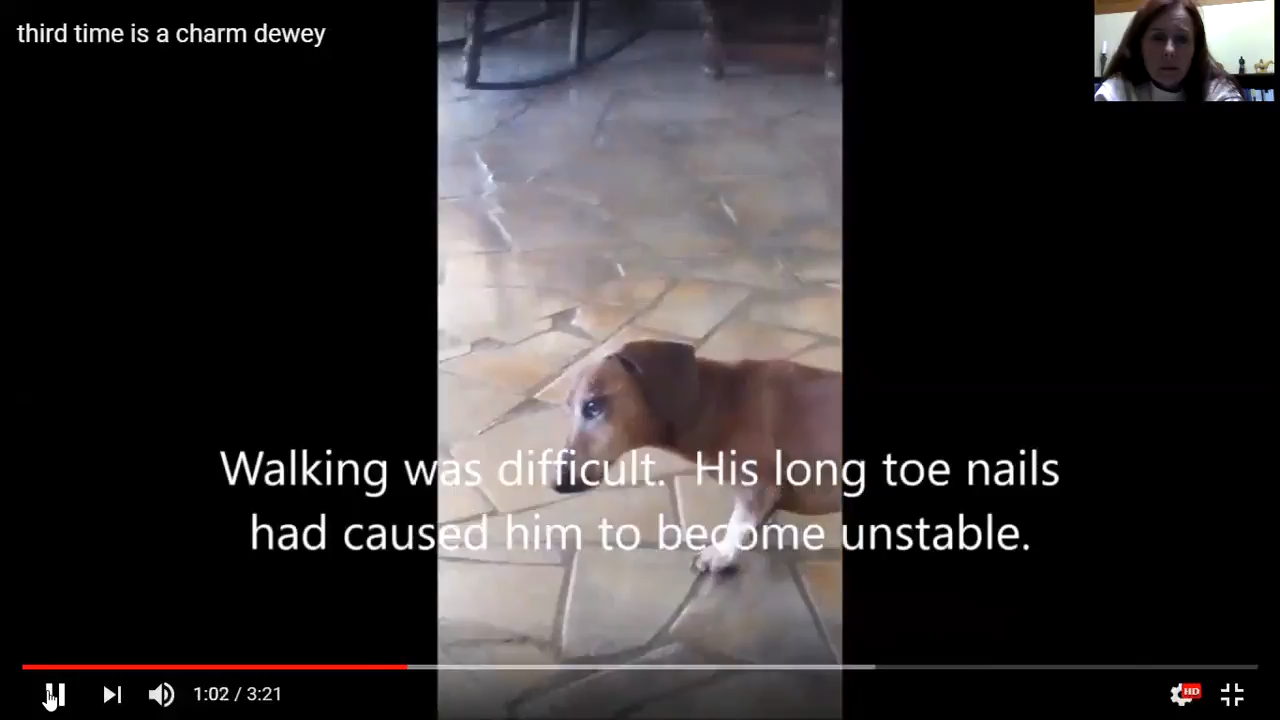 third time is a charm dewey
Walking was difficult. His long toe nails
had caused him to become unstable.
1:02 / 3:21
HD